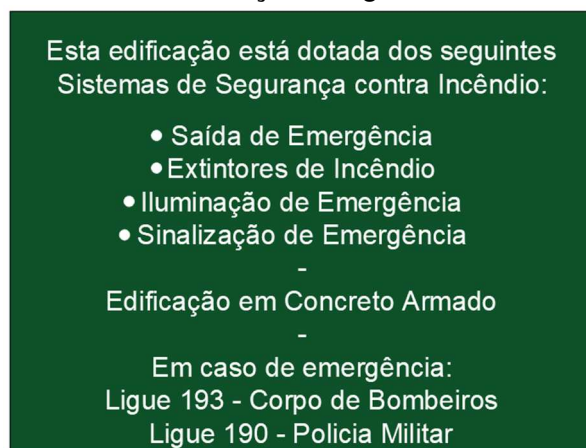 Esta edificação está dotada dos seguintes
Sistemas de Segurança contra Incêndio:
• Saída de Emergência
• Extintores de Incêndio
• Iluminação de Emergência
• Sinalização de Emergência
-
Edificação em Concreto Armado
-
Em caso de emergência:
Ligue 193 - Corpo de Bombeiros
Ligue 190 - Policia Militar